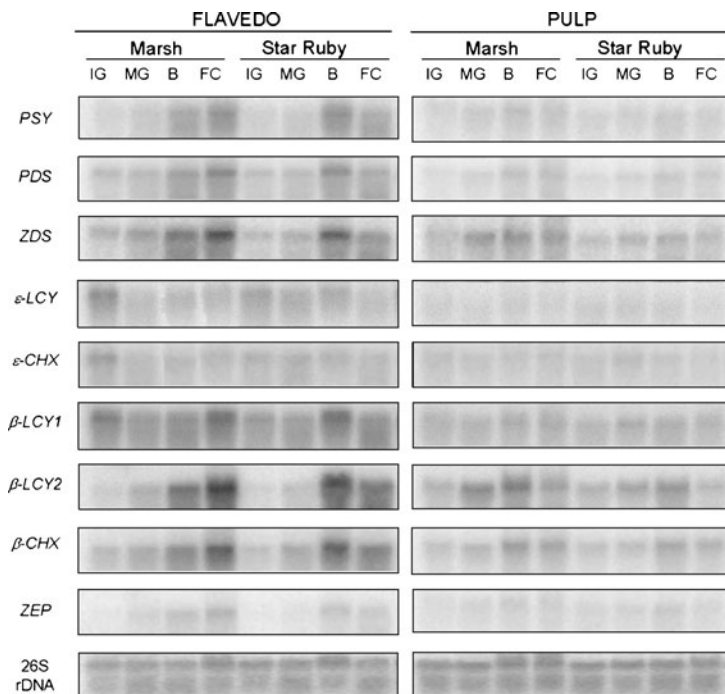 FLAVEDO PULP
Marsh Star Ruby Marsh Star Ruby
IG MG B FC IG MG B FC IG MG B FC IG MG B FC
PSY
PDS
ZDS
ε-LCY
ε-CHX
β-LCY1
β-LCY2
β-CHX
ZEP
26S
rDNA